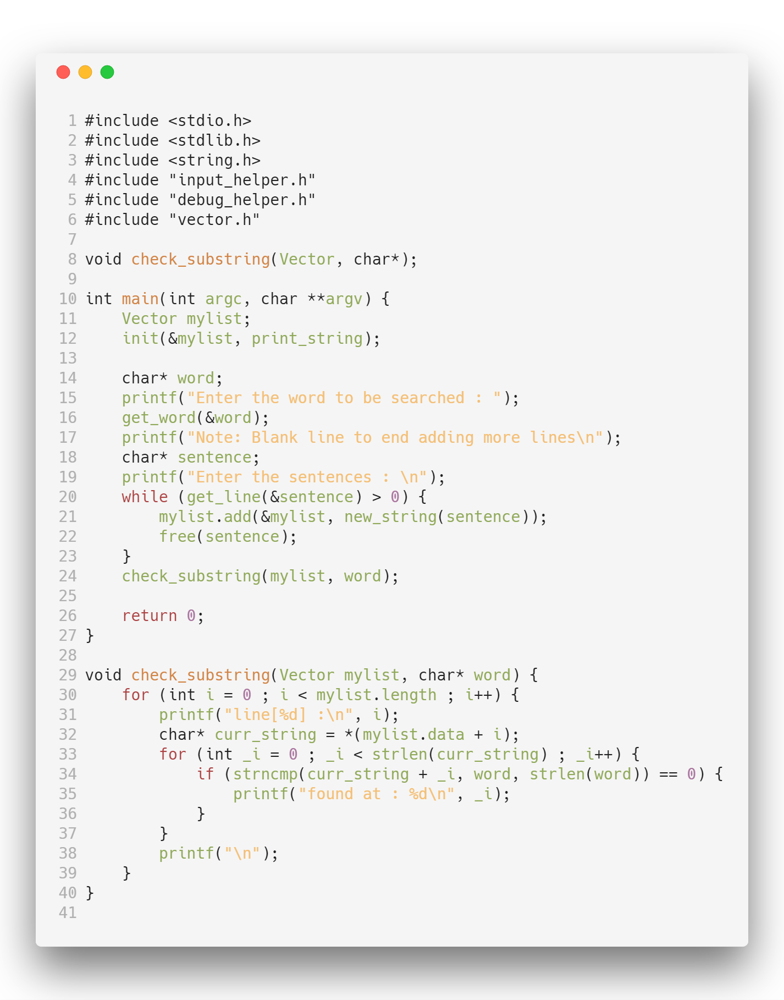 1 #include <stdio.h>
2 #include <stdlib.h>
3 #include <string.h>
4 #include "input_helper.h"
5 #include "debug_helper.h"
6 #include "vector.h"
7
8 void check_substring(Vector, char*);
9
10 int main(int argc, char **argv) {
11     Vector mylist;
12     init(&mylist, print_string);
13
14     char* word;
15     printf("Enter the word to be searched : ");
16     get_word(&word);
17     printf("Note: Blank line to end adding more lines\n");
18     char* sentence;
19     printf("Enter the sentences : \n");
20     while (get_line(&sentence) > 0) {
21         mylist.add(&mylist, new_string(sentence));
22         free(sentence);
23     }
24     check_substring(mylist, word);
25
26     return 0;
27 }
28
29 void check_substring(Vector mylist, char* word) {
30     for (int i = 0 ; i < mylist.length ; i++) {
31         printf("line[%d] :\n", i);
32         char* curr_string = *(mylist.data + i);
33         for (int _i = 0 ; _i < strlen(curr_string) ; _i++) {
34             if (strncmp(curr_string + _i, word, strlen(word)) == 0) {
35                 printf("found at : %d\n", _i);
36             }
37         }
38         printf("\n");
39     }
40 }
41